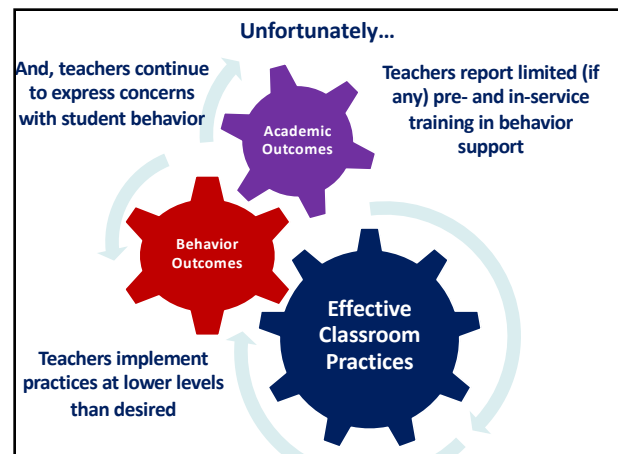 Unfortunately…
And, teachers continue
to express concerns
with student behavior
Teachers report limited (if
any) pre- and in-service
training in behavior
support
Academic
Outcomes
Behavior
Outcomes
Effective
Classroom
Practices
Teachers implement
practices at lower levels
than desired